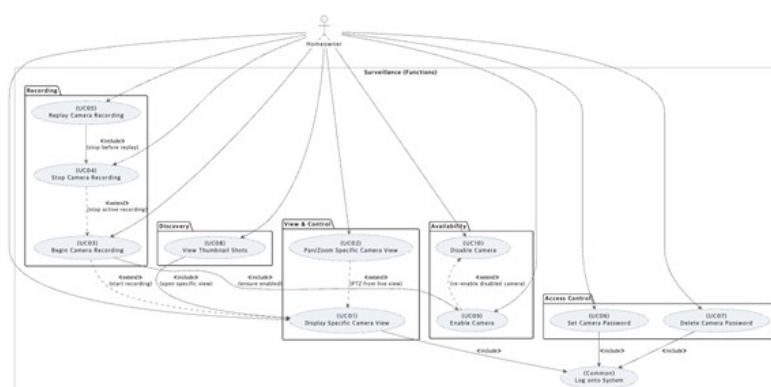 Homeowner
Surveillance (Functions)
Recording
(UC05)
Replay Camera Recording
«include»
(stop before replay)
(UC04)
Stop Camera Recording
«extend»
(stop active recording)
(UC03)
Begin Camera Recording
Discovery
(UC08)
View Thumbnail Shots
View & Control
(UC02)
Pan/Zoom Specific Camera View
Availability
(UC10)
Disable Camera
«extend»
(start recording)
«include»
(open specific view)
«include»
(ensure enabled)
«extend»
(PTZ from live view)
«extend»
(re-enable disabled camera)
(UC01)
Display Specific Camera View
(UC09)
Enable Camera
Access Control
(UC06)
Set Camera Password
(UC07)
Delete Camera Password
«include»
«include»
«include»
(Common)
Log onto System